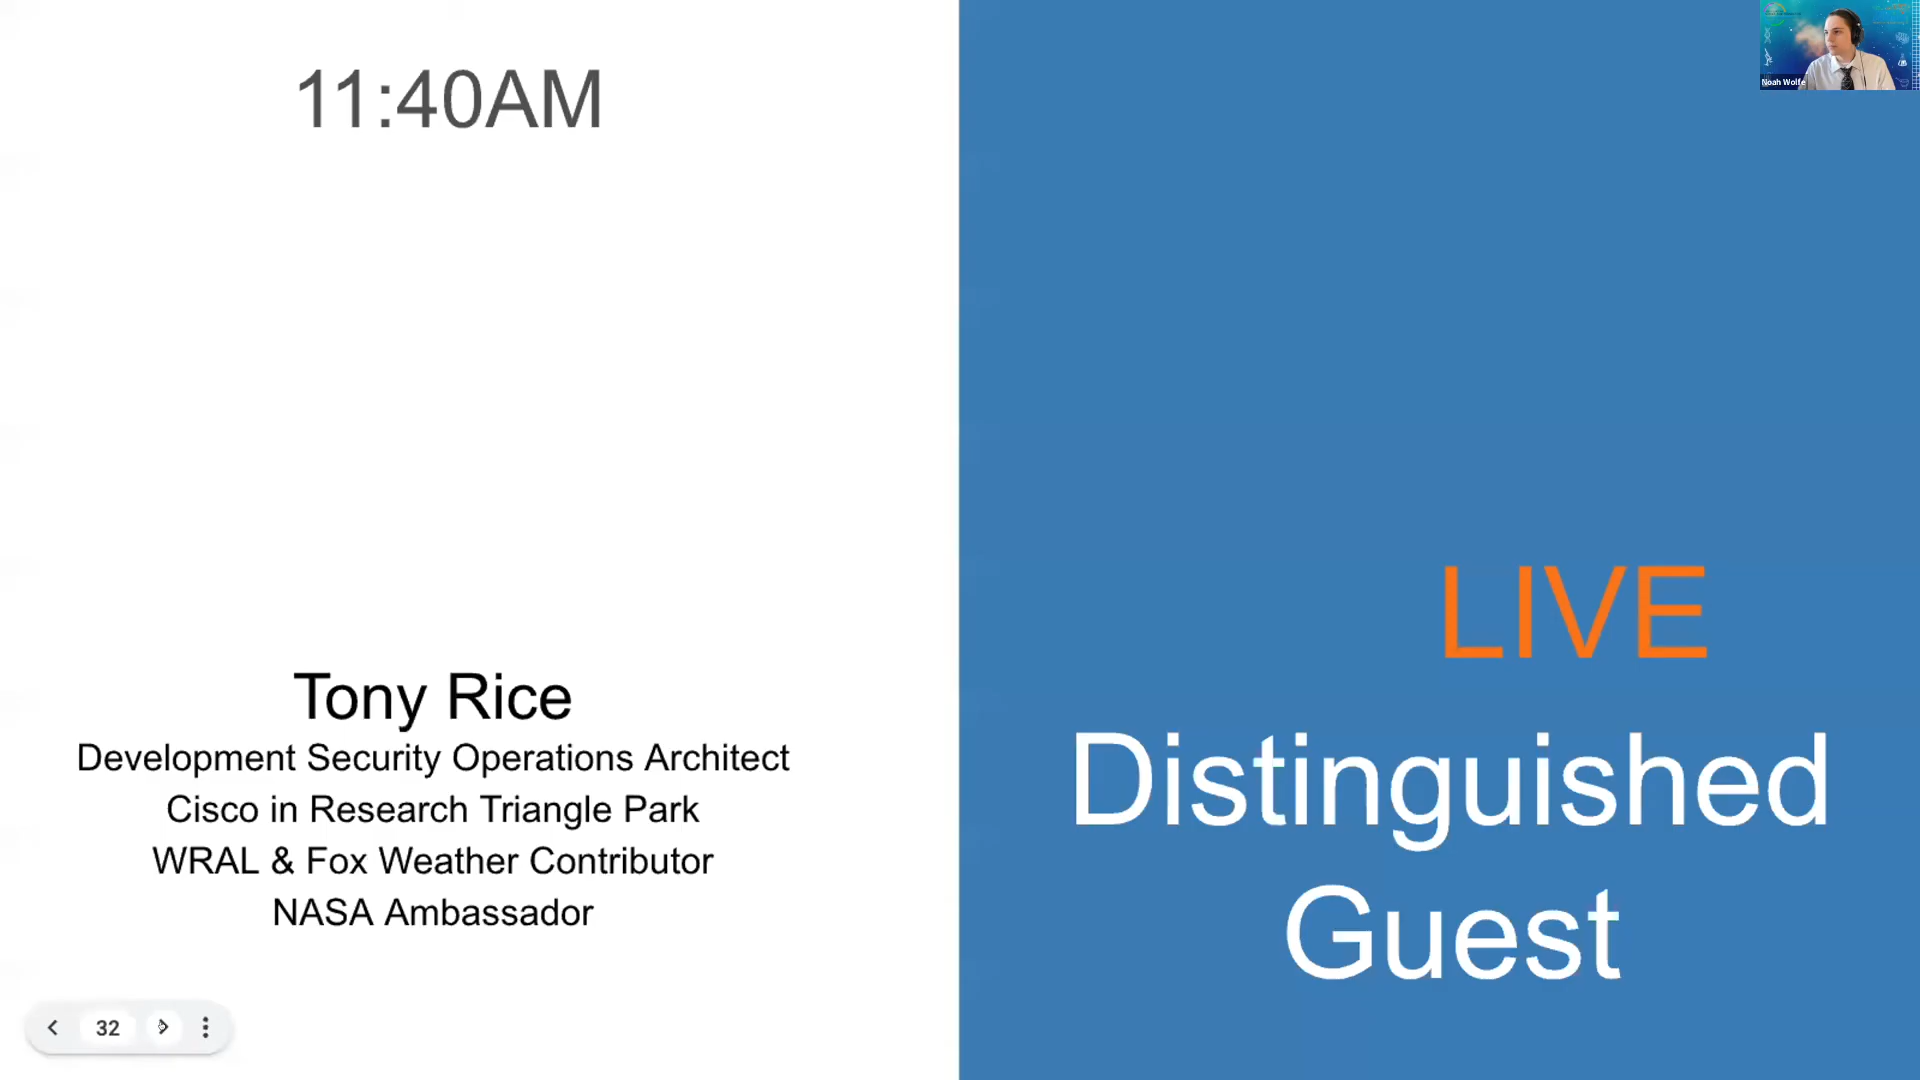 11:40AM
Tony Rice
Development Security Operations Architect
Cisco in Research Triangle Park
WRAL & Fox Weather Contributor
NASA Ambassador
32
LIVE
Distinguished
Guest
Noah Wolfe